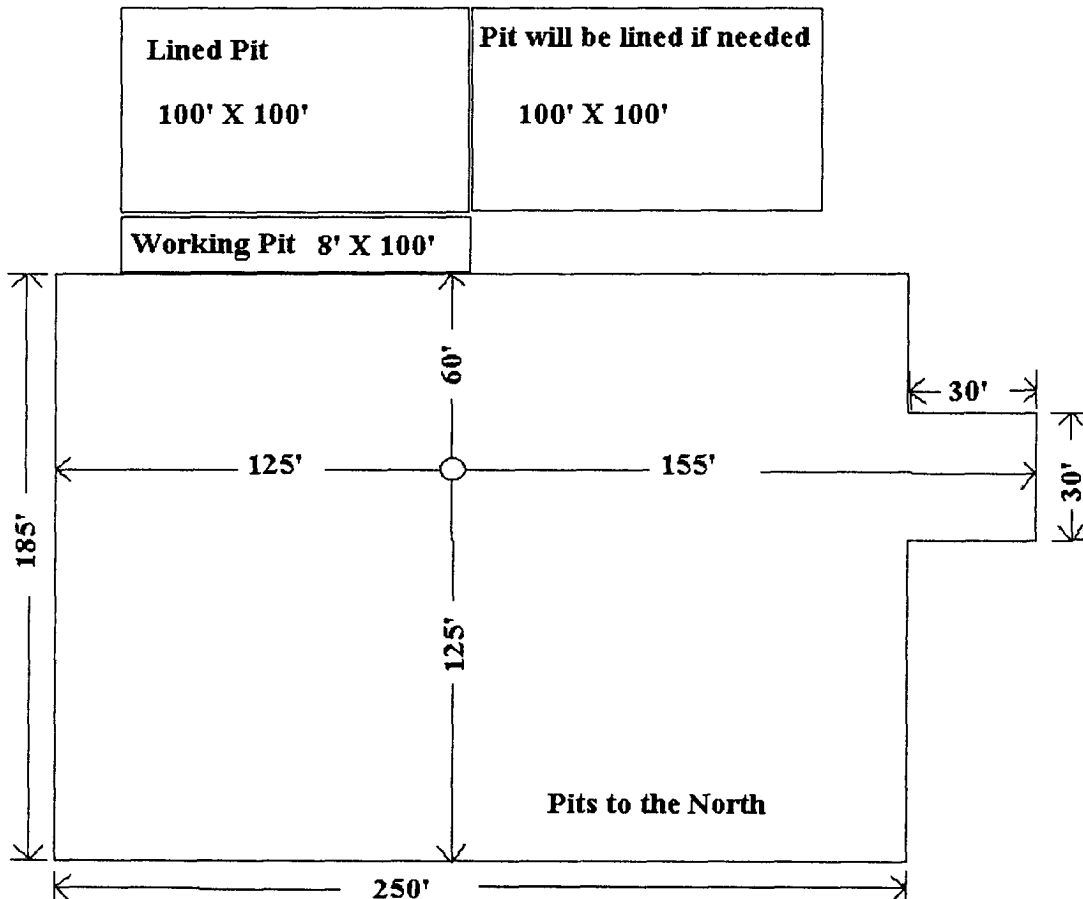 Lined Pit
100' X 100'
Pit will be lined if needed
100' X 100'
Working Pit 8' X 100'
60'
30'
125'
155'
30'
185'
125'
Pits to the North
250'